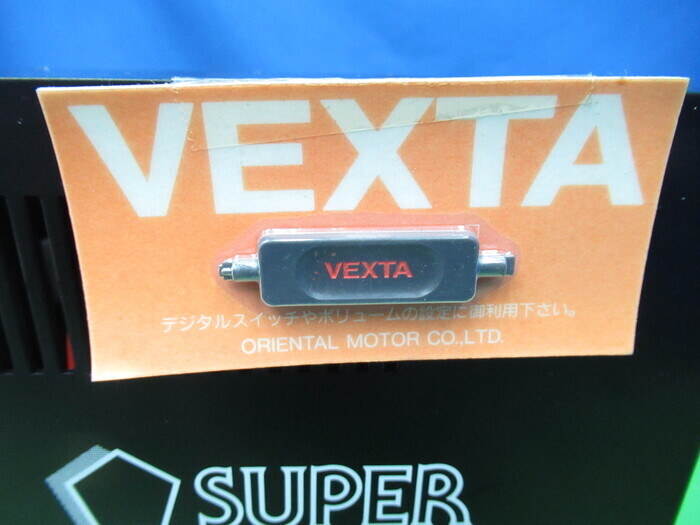 VEXTA
VEXTA
デジタルスイッチやボリュームの設定に御利用下さい。
ORIENTAL MOTOR CO.,LTD.
SUPER